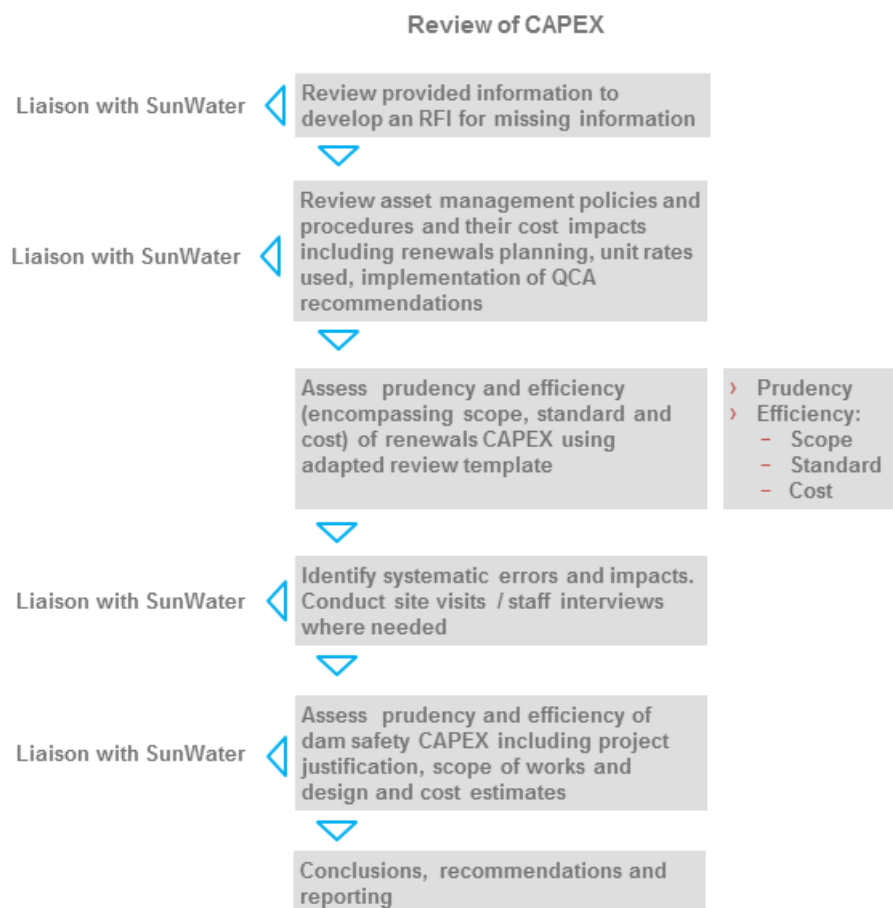 Review of CAPEX
Liaison with SunWater
Review provided information to
develop an RFI for missing information
Liaison with SunWater
Review asset management policies and
procedures and their cost impacts
including renewals planning, unit rates
used, implementation of QCA
recommendations
Assess prudency and efficiency
(encompassing scope, standard and
cost) of renewals CAPEX using
adapted review template
› Prudency
› Efficiency:
– Scope
– Standard
– Cost
Liaison with SunWater
Identify systematic errors and impacts.
Conduct site visits / staff interviews
where needed
Liaison with SunWater
Assess prudency and efficiency of
dam safety CAPEX including project
justification, scope of works and
design and cost estimates
Conclusions, recommendations and
reporting